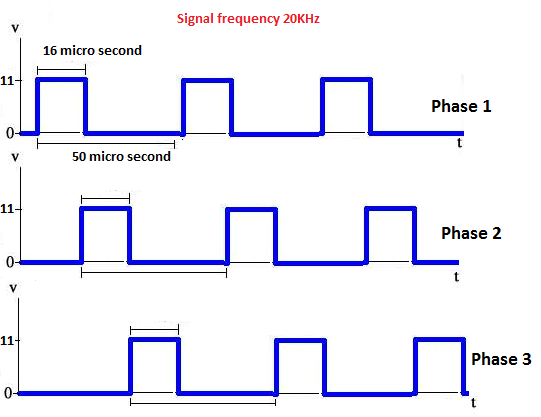 Signal frequency 20KHz
v
16 micro second
11
Phase 1
0
t
50 micro second
v
11
Phase 2
0
t
v
11
Phase 3
0
t